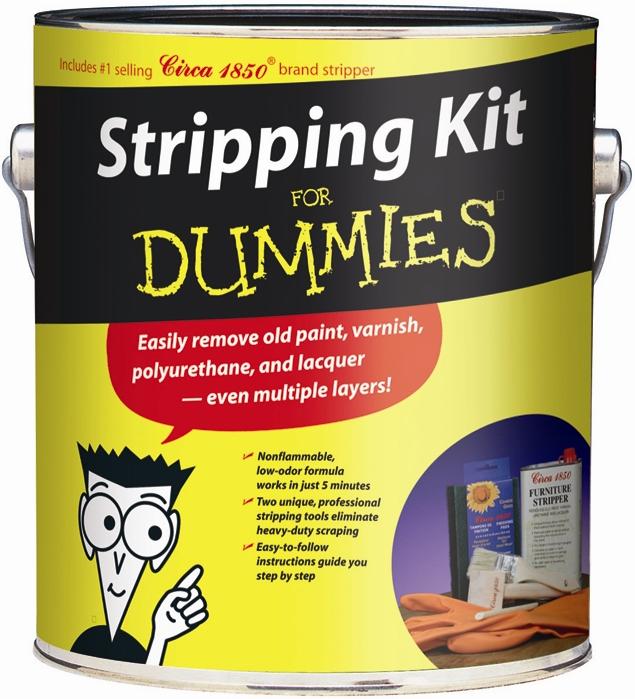 Includes #1 selling Circa 1850® brand stripper
Stripping Kit
FOR
DUMMIES
Easily remove old paint, varnish,
polyurethane, and lacquer
— even multiple layers!
Nonflammable,
low-odor formula
works in just 5 minutes
Two unique, professional
stripping tools eliminate
heavy-duty scraping
Easy-to-follow
instructions guide you
step by step
Circa 1850
FURNITURE
STRIPPER
Circa 1850